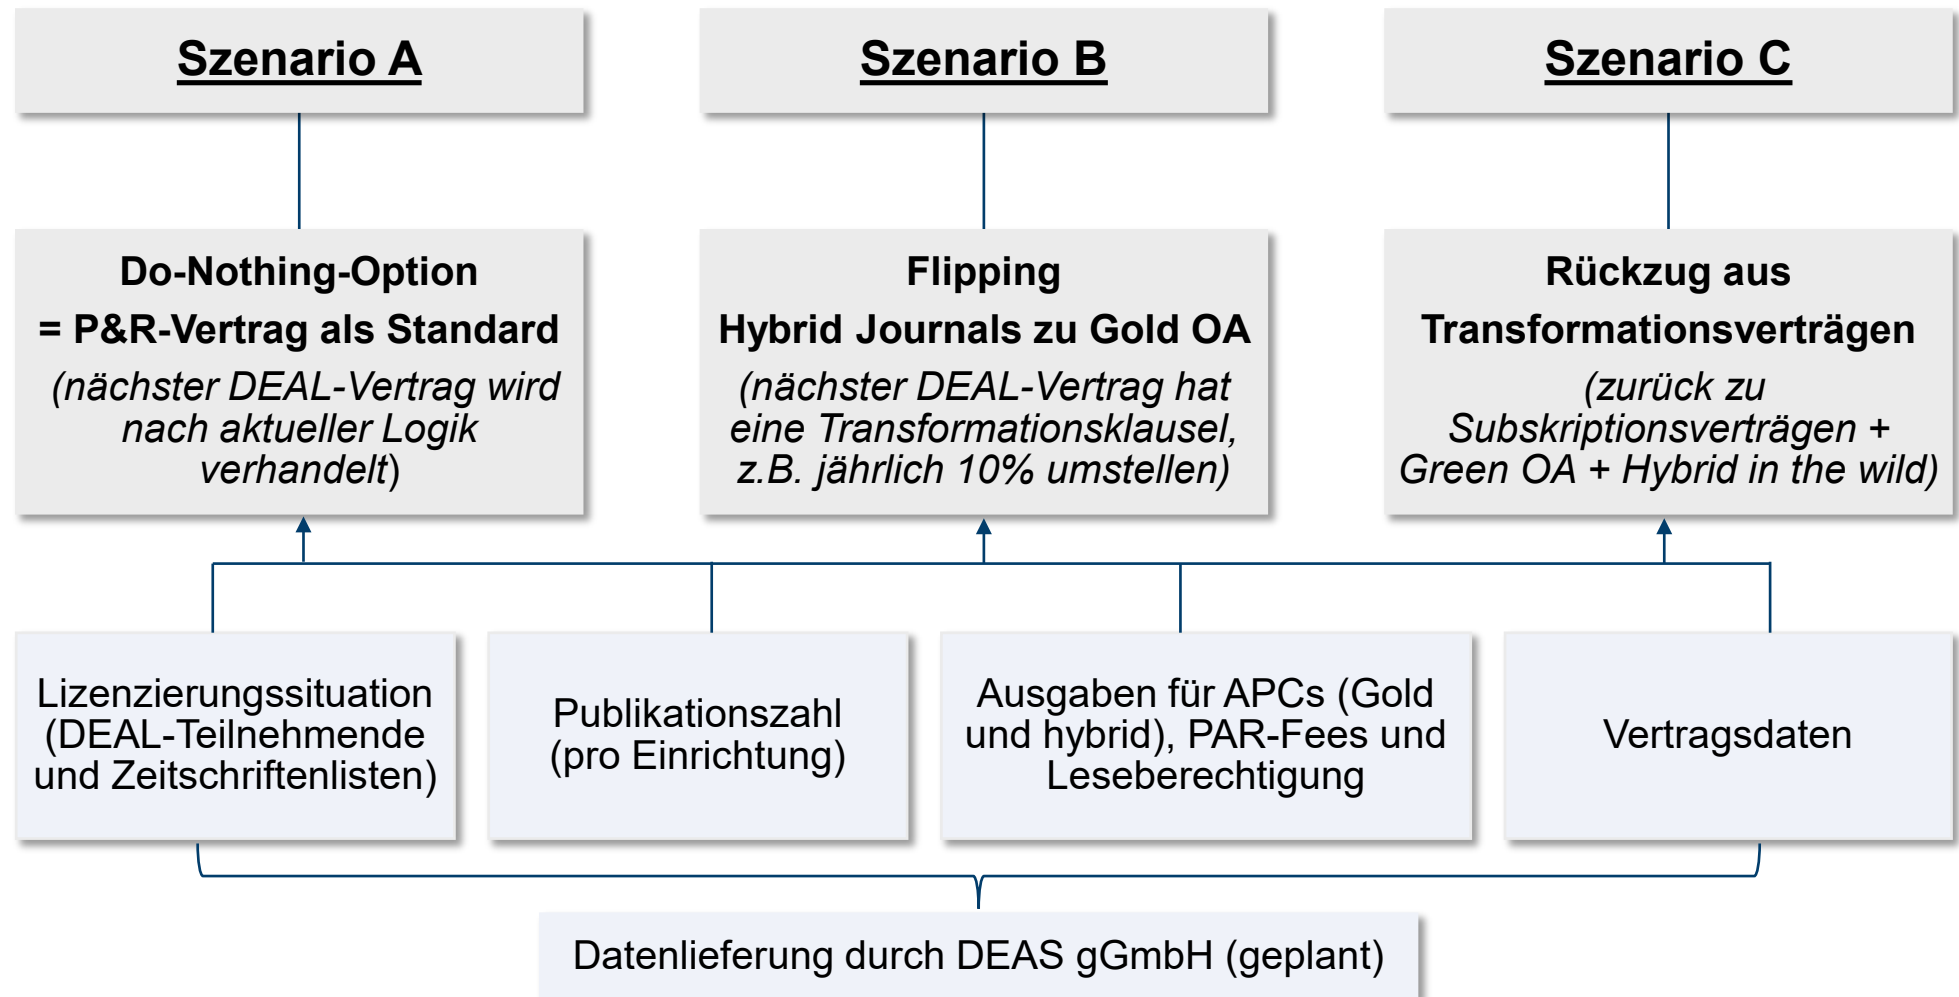 Szenario A
Szenario B
Szenario C
Do-Nothing-Option
= P&R-Vertrag als Standard
(nächster DEAL-Vertrag wird
nach aktueller Logik
verhandelt)
Flipping
Hybrid Journals zu Gold OA
(nächster DEAL-Vertrag hat
eine Transformationsklausel,
z.B. jährlich 10% umstellen)
Rückzug aus
Transformationsverträgen
(zurück zu
Subskriptionsverträgen +
Green OA + Hybrid in the wild)
Lizenzierungssituation
(DEAL-Teilnehmende
und Zeitschriftenlisten)
Publikationszahl
(pro Einrichtung)
Ausgaben für APCs (Gold
und hybrid), PAR-Fees und
Leseberechtigung
Vertragsdaten
Datenlieferung durch DEAS gGmbH (geplant)